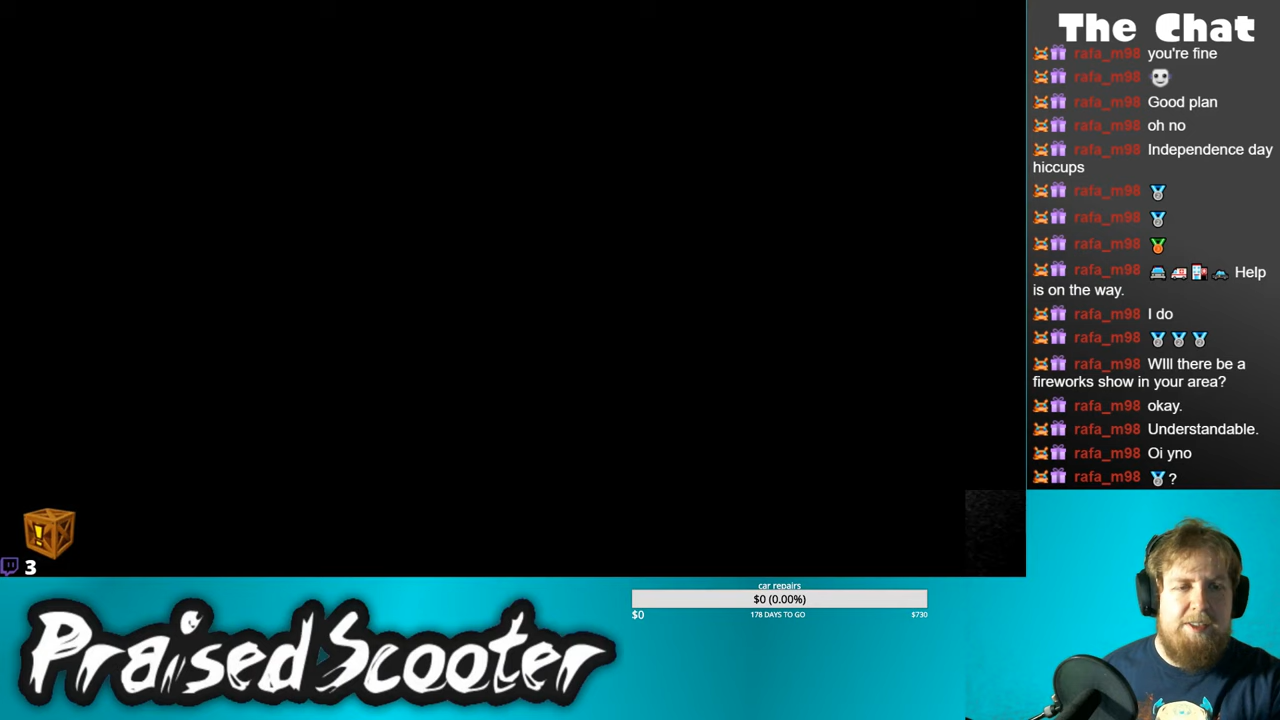 The Chat
rafa_m98 you're fine
rafa_m98
rafa_m98 Good plan
rafa_m98 oh no
rafa_m98 Independence day
hiccups
rafa_m98
rafa_m98
rafa_m98
rafa_m98 Help
is on the way.
rafa_m98 I do
rafa_m98
rafa_m98 WIll there be a
fireworks show in your area?
rafa_m98 okay.
rafa_m98 Understandable.
rafa_m98 Oi yno
rafa_m98 ?
!
3
car repairs
$0 (0.00%)
$0 178 DAYS TO GO $730
PraisedScooter